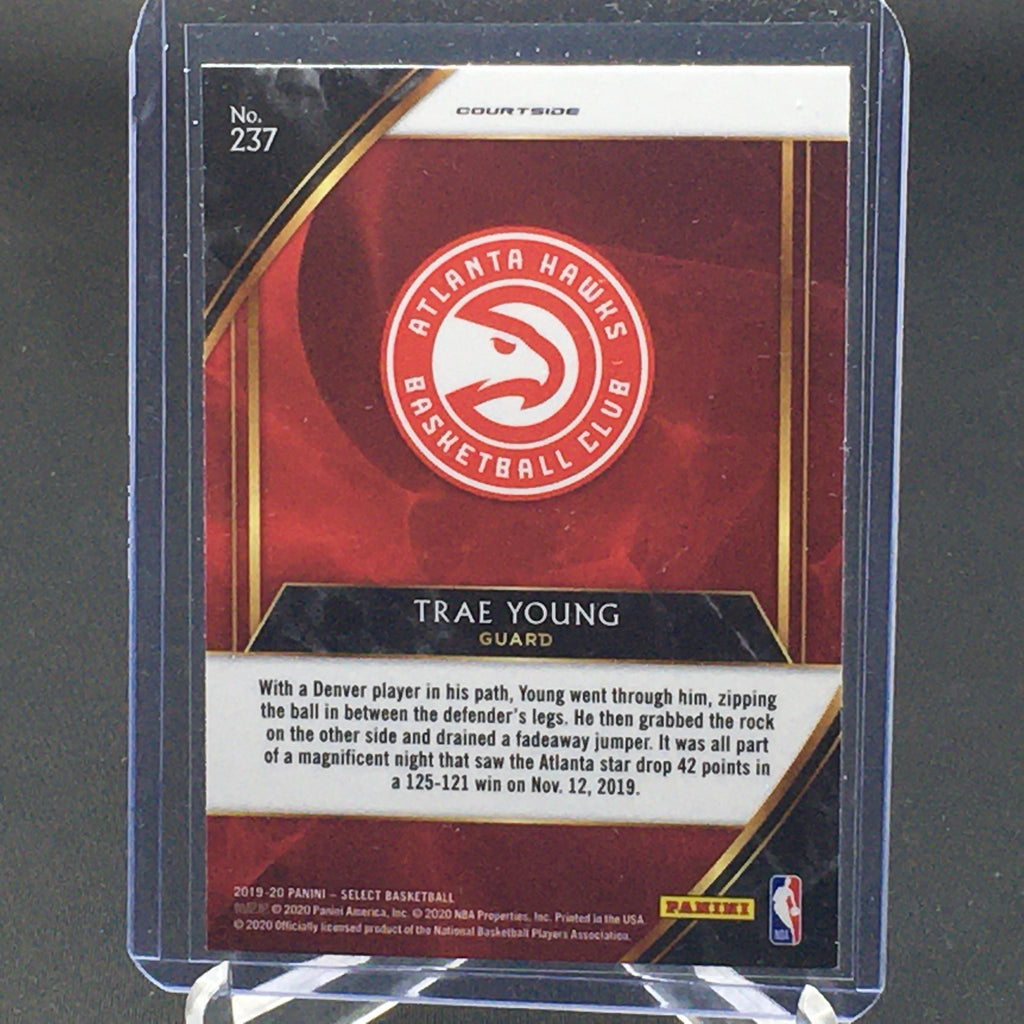 No.
237
COURTSIDE
ATLANTA HAWKS
BASKETBALL CLUB
TRAE YOUNG
GUARD
With a Denver player in his path, Young went through him, zipping
the ball in between the defender's legs. He then grabbed the rock
on the other side and drained a fadeaway jumper. It was all part
of a magnificent night that saw the Atlanta star drop 42 points in
a 125-121 win on Nov. 12, 2019.
2019-20 PANINI – SELECT BASKETBALL
© 2020 Panini America, Inc. © 2020 NBA Properties, Inc. Printed in the USA.
© 2020 Officially licensed product of the National Basketball Players Association.
PANINI
NBA